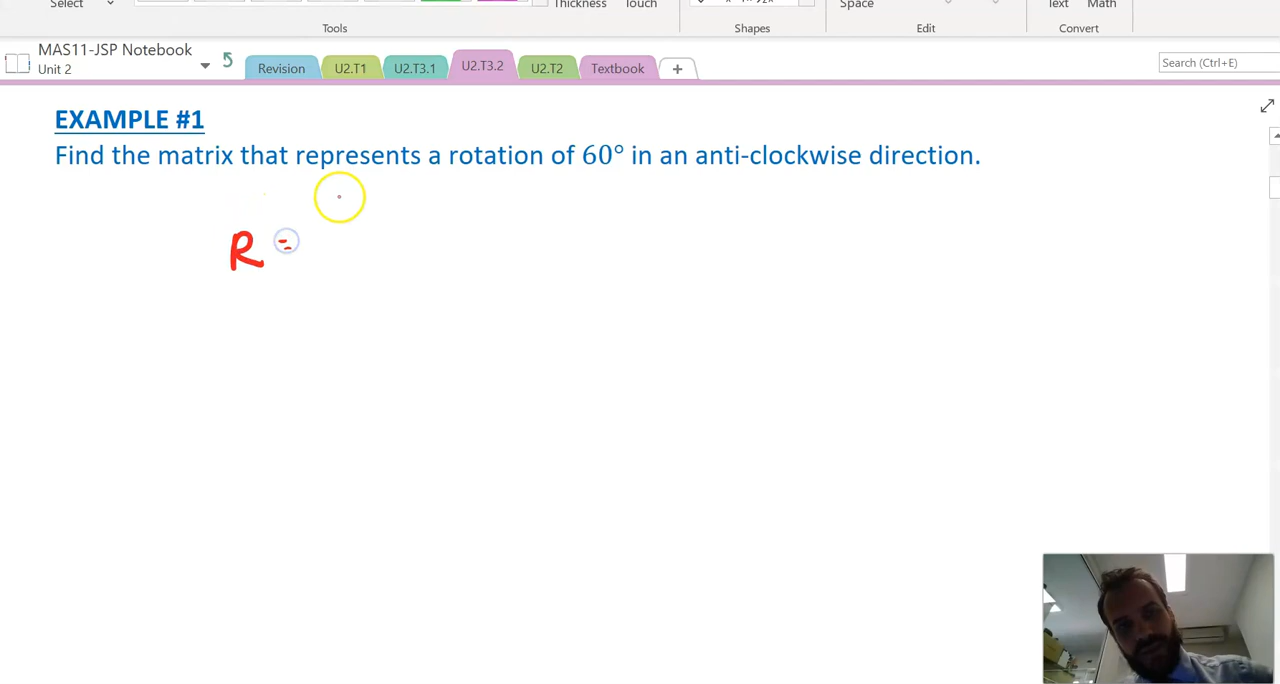 Select
Thickness
Touch
Space
Text
Math
Tools
Shapes
Edit
Convert
MAS11-JSP Notebook
Unit 2
Revision
U2.T1
U2.T3.1
U2.T3.2
U2.T2
Textbook
+
Search (Ctrl+E)
EXAMPLE #1
Find the matrix that represents a rotation of 60° in an anti-clockwise direction.
R =